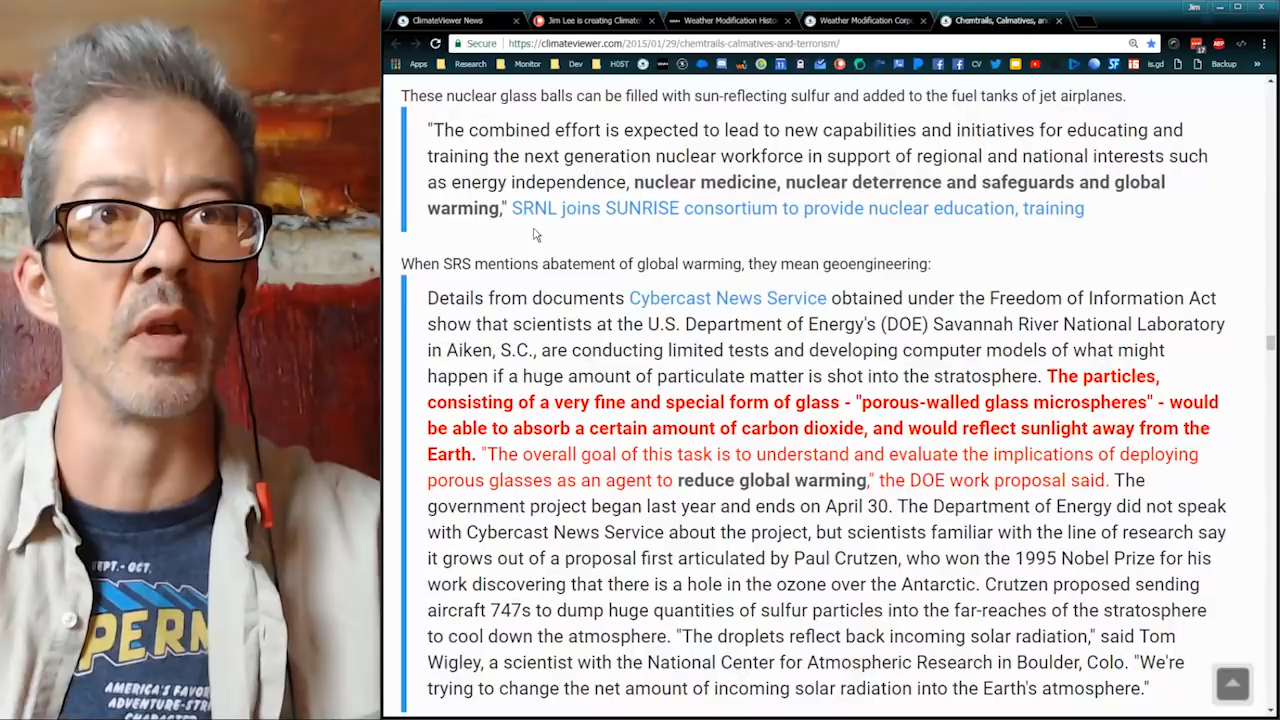 Jim
ClimateViewer News
Jim Lee is creating Climate
Weather Modification Histo
Weather Modification Corp
Chemtrails, Calmatives, an
Secure
https://climateviewer.com/2015/01/29/chemtrails-calmatives-and-terrorism/
Apps Research Monitor Dev H05T CV is.gd Backup
These nuclear glass balls can be filled with sun-reflecting sulfur and added to the fuel tanks of jet airplanes.
"The combined effort is expected to lead to new capabilities and initiatives for educating and
training the next generation nuclear workforce in support of regional and national interests such
as energy independence, nuclear medicine, nuclear deterrence and safeguards and global
warming," SRNL joins SUNRISE consortium to provide nuclear education, training
When SRS mentions abatement of global warming, they mean geoengineering:
Details from documents Cybercast News Service obtained under the Freedom of Information Act
show that scientists at the U.S. Department of Energy's (DOE) Savannah River National Laboratory
in Aiken, S.C., are conducting limited tests and developing computer models of what might
happen if a huge amount of particulate matter is shot into the stratosphere. The particles,
consisting of a very fine and special form of glass - "porous-walled glass microspheres" - would
be able to absorb a certain amount of carbon dioxide, and would reflect sunlight away from the
Earth. "The overall goal of this task is to understand and evaluate the implications of deploying
porous glasses as an agent to reduce global warming," the DOE work proposal said. The
government project began last year and ends on April 30. The Department of Energy did not speak
with Cybercast News Service about the project, but scientists familiar with the line of research say
it grows out of a proposal first articulated by Paul Crutzen, who won the 1995 Nobel Prize for his
work discovering that there is a hole in the ozone over the Antarctic. Crutzen proposed sending
aircraft 747s to dump huge quantities of sulfur particles into the far-reaches of the stratosphere
to cool down the atmosphere. "The droplets reflect back incoming solar radiation," said Tom
Wigley, a scientist with the National Center for Atmospheric Research in Boulder, Colo. "We're
trying to change the net amount of incoming solar radiation into the Earth's atmosphere."
EPT.- OCT.
PERM
AMERICA'S FAVOR
ADVENTURE-STRI
CHARACTER